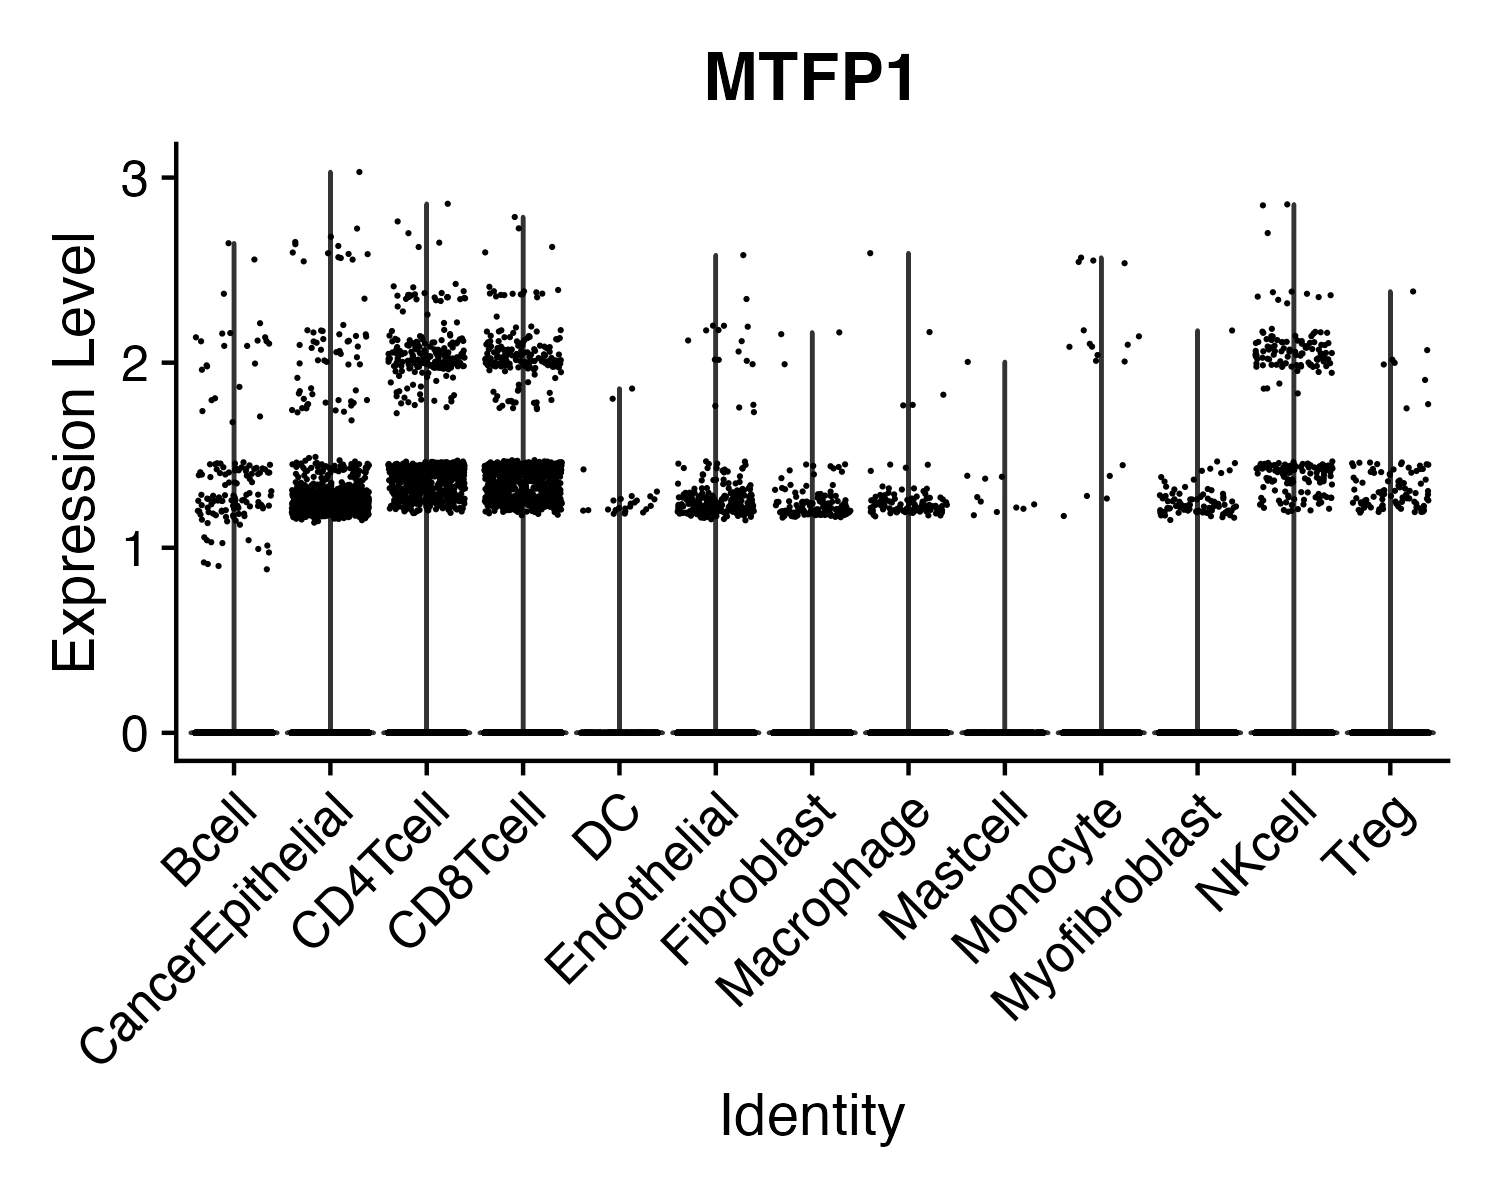 MTFP1
Expression Level
3
2
1
0
Bcell
CancerEpithelial
CD4Tcell
CD8Tcell
DC
Endothelial
Fibroblast
Macrophage
Mastcell
Monocyte
Myofibroblast
NKcell
Treg
Identity